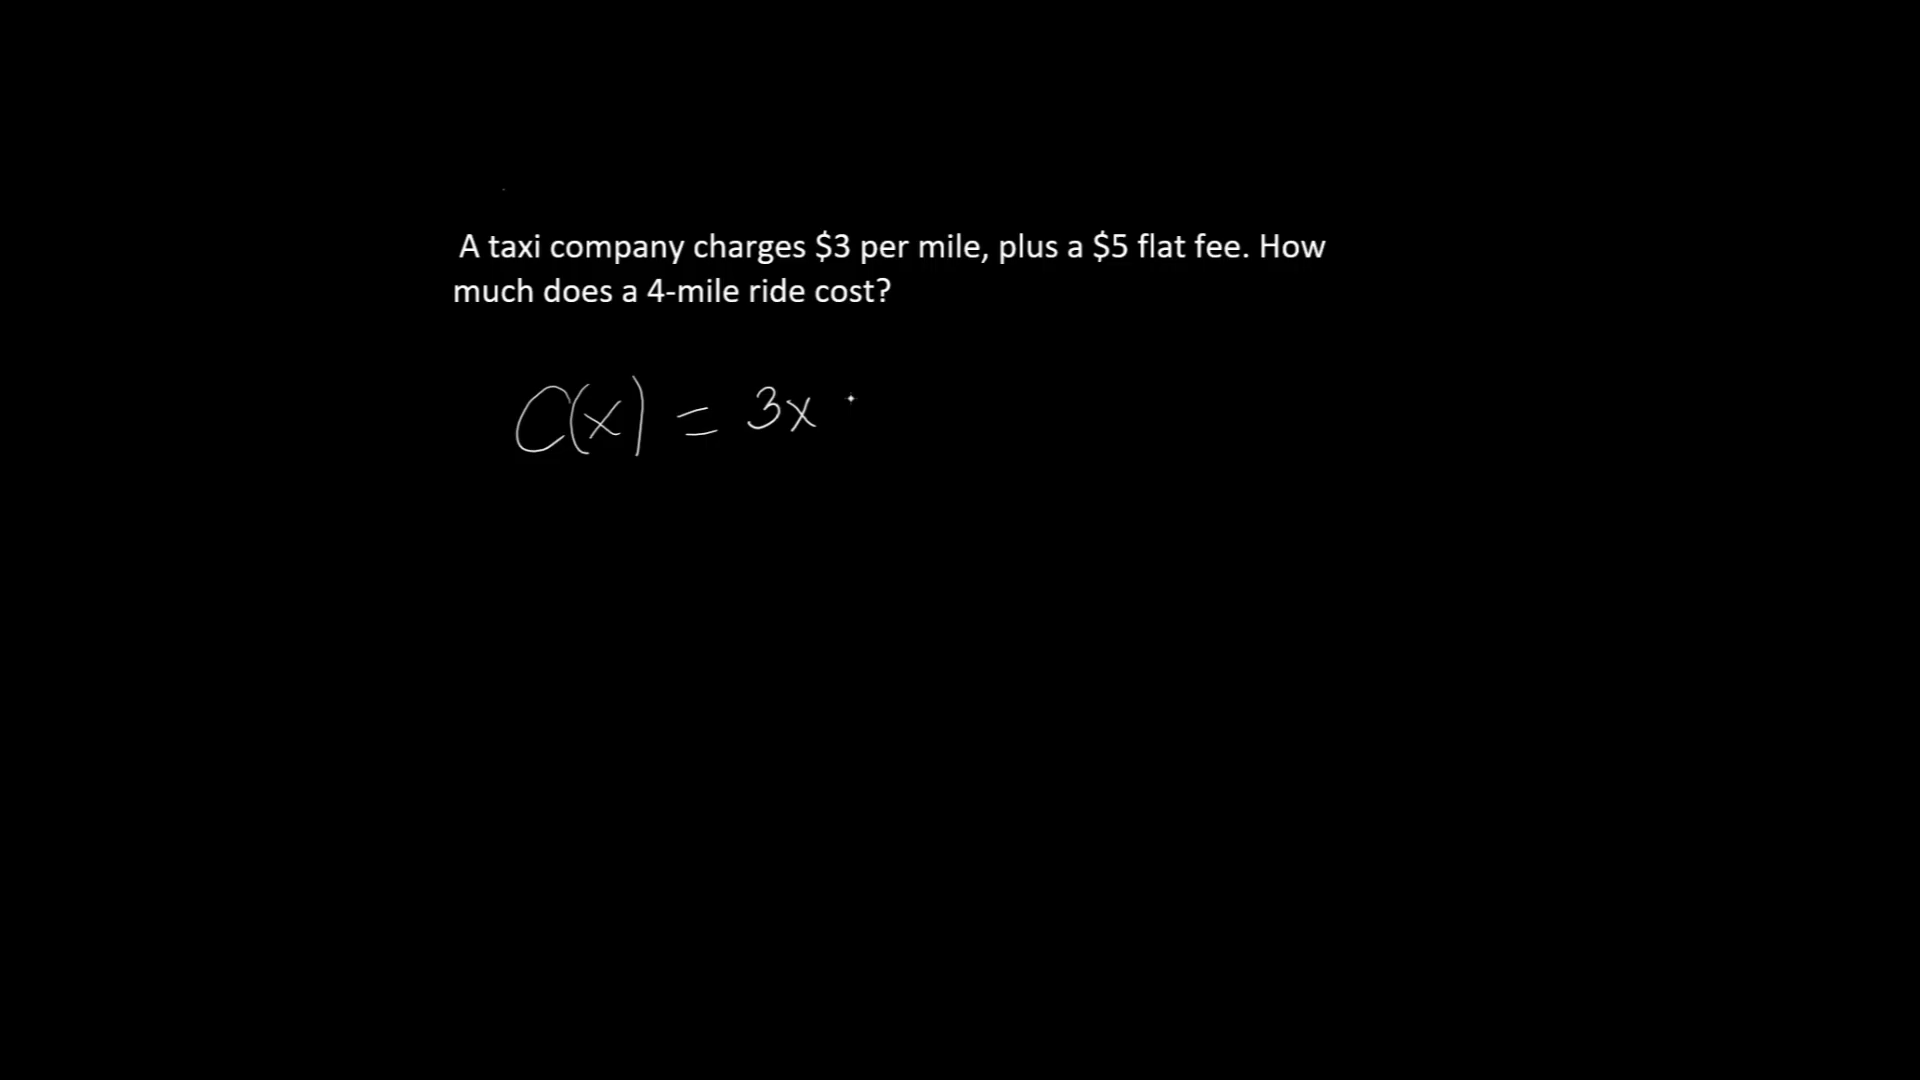 A taxi company charges $3 per mile, plus a $5 flat fee. How
much does a 4-mile ride cost?
C(x) = 3x